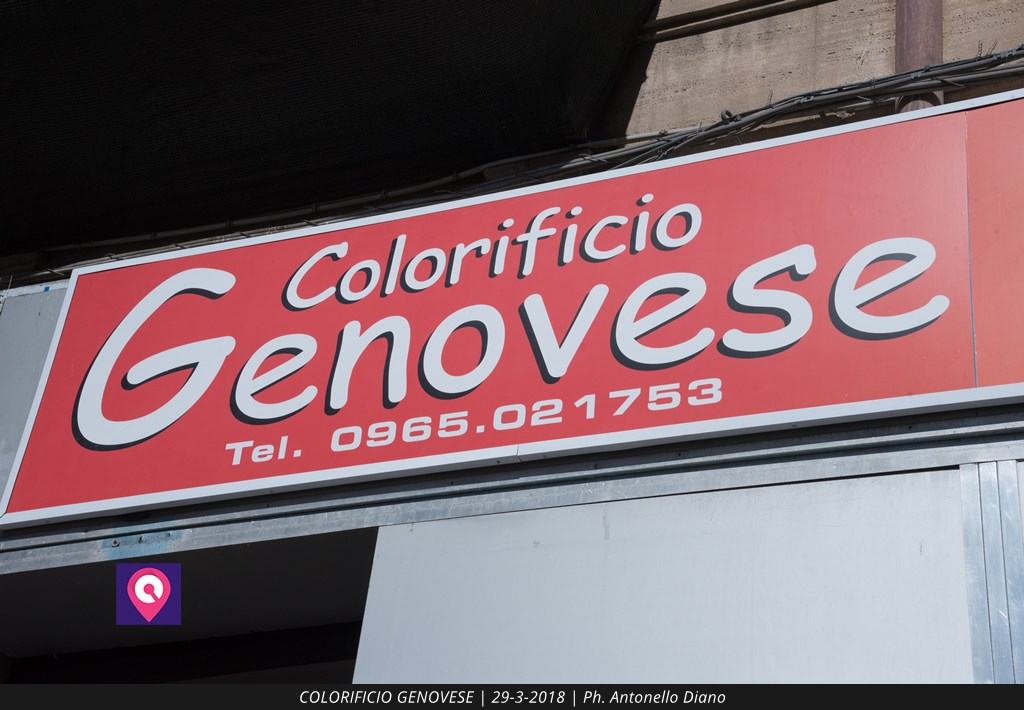 Colorificio
Genovese
Tel. 0965.021753
COLORIFICIO GENOVESE | 29-3-2018 | Ph. Antonello Diano